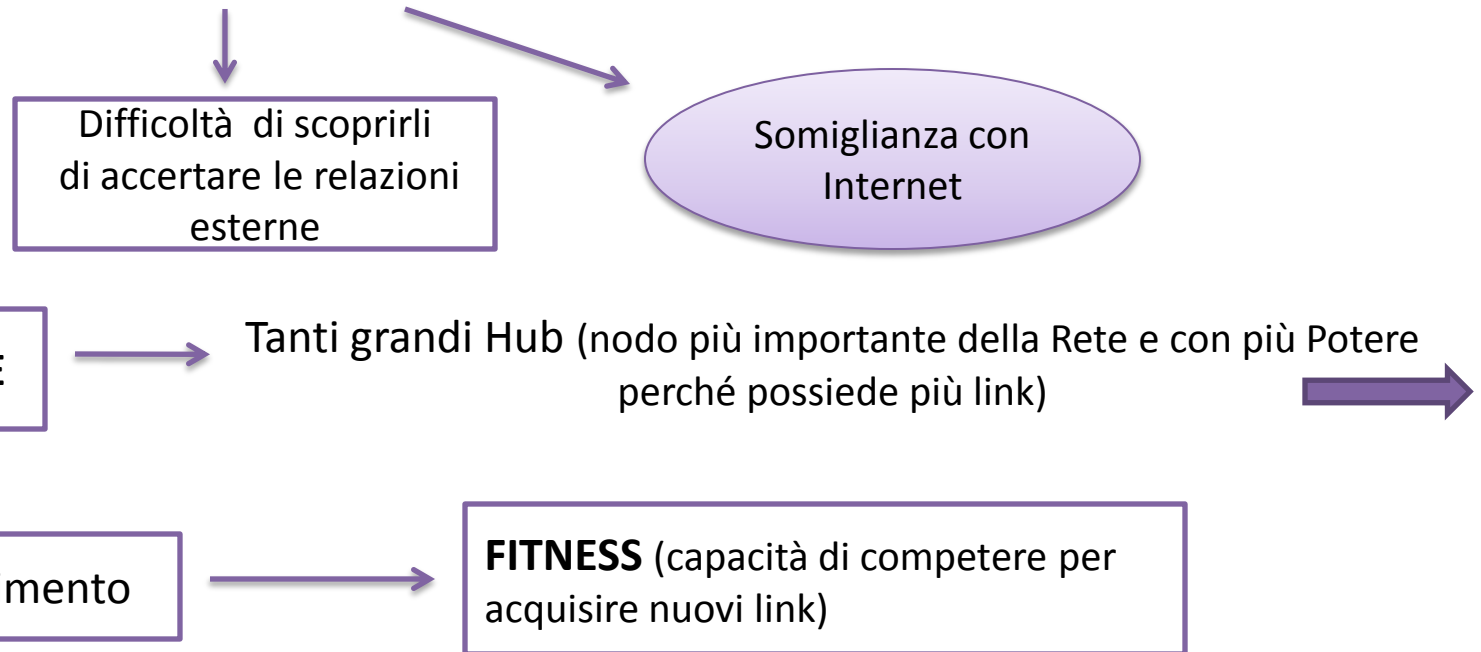 Difficoltà di scoprirli
di accertare le relazioni
esterne
Somiglianza con
Internet
E
Tanti grandi Hub (nodo più importante della Rete e con più Potere
perché possiede più link)
imento
FITNESS (capacità di competere per
acquisire nuovi link)